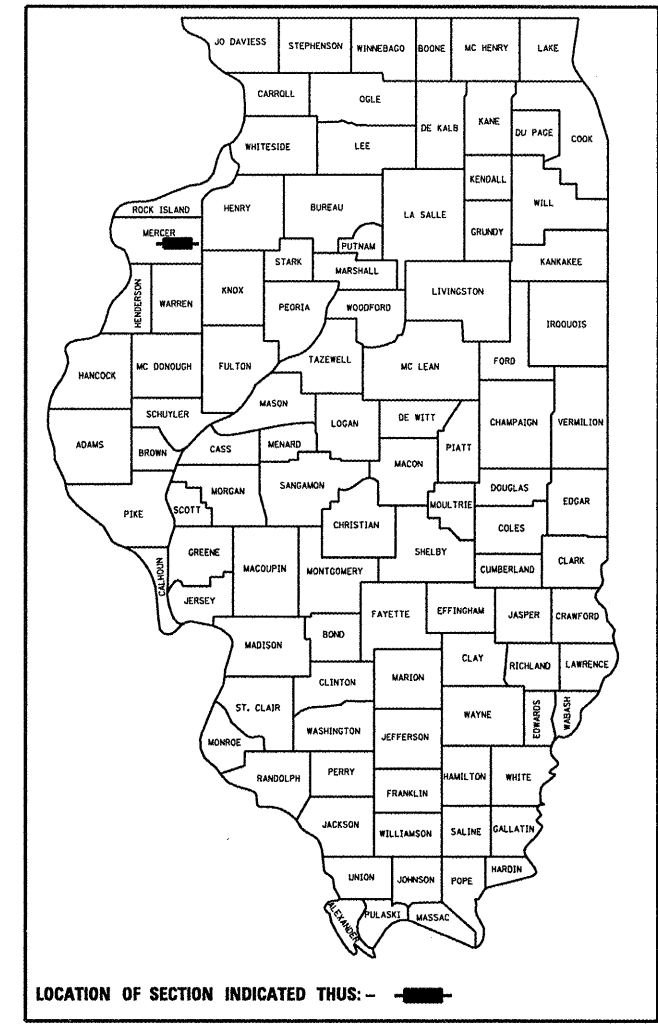 JO DAVIESS STEPHENSON WINNEBAGO BOONE MC HENRY LAKE
CARROLL OGLE DE KALB KANE DU PAGE COOK
WHITESIDE LEE
KENDALL
ROCK ISLAND HENRY BUREAU LA SALLE WILL
MERCER PUTNAM GRUNDY
STARK MARSHALL KANKAKEE
HENDERSON WARREN KNOX PEORIA WOODFORD LIVINGSTON IROQUOIS
HANCOCK MC DONOUGH FULTON TAZEWELL MC LEAN FORD
MASON
SCHUYLER LOGAN DE WITT CHAMPAIGN VERMILION
ADAMS BROWN CASS MENARD PIATT
MACON
MORGAN SANGAMON DOUGLAS
PIKE SCOTT CHRISTIAN MOULTRIE COLES EDGAR
GREENE SHELBY
CALHOUN MACOUPIN MONTGOMERY CUMBERLAND CLARK
JERSEY FAYETTE EFFINGHAM JASPER CRAWFORD
MADISON BOND
CLAY RICHLAND LAWRENCE
CLINTON MARION
ST. CLAIR WAYNE EDWARDS WABASH
WASHINGTON JEFFERSON
MONROE
RANDOLPH PERRY HAMILTON WHITE
FRANKLIN
JACKSON WILLIAMSON SALINE GALLATIN
UNION JOHNSON POPE HARDIN
ALEXANDER PULASKI MASSAC
LOCATION OF SECTION INDICATED THUS: –